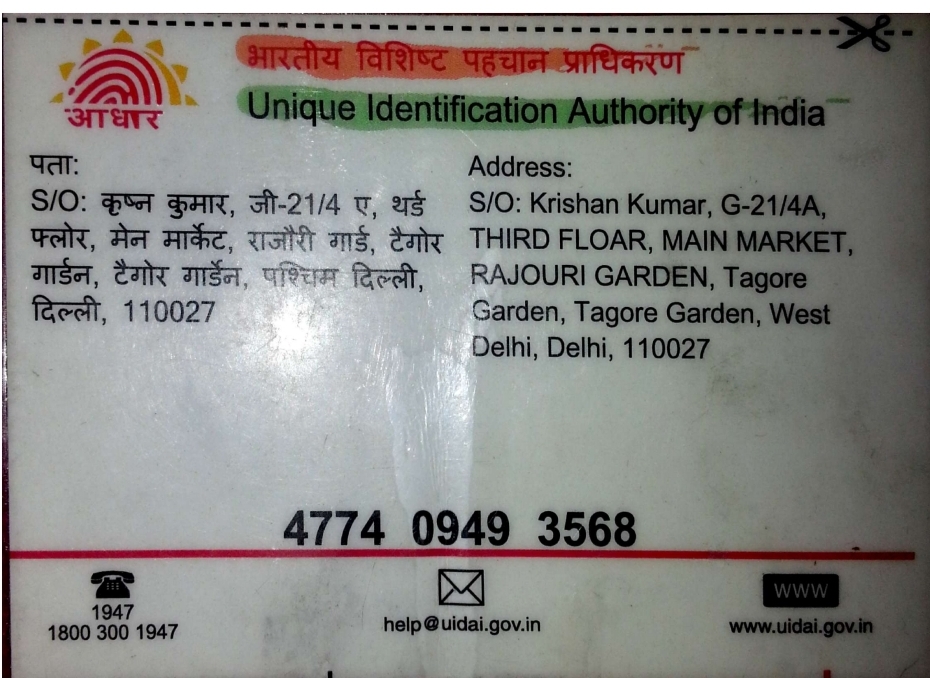 भारतीय विशिष्ट पहचान प्राधिकरण
Unique Identification Authority of India
आधार
पता:
S/O: कृष्न कुमार, जी-21/4 ए, थर्ड
फ्लोर, मेन मार्केट, राजौरी गार्ड, टैगोर
गार्डन, टैगोर गार्डेन, पश्चिम दिल्ली,
दिल्ली, 110027
Address:
S/O: Krishan Kumar, G-21/4A,
THIRD FLOAR, MAIN MARKET,
RAJOURI GARDEN, Tagore
Garden, Tagore Garden, West
Delhi, Delhi, 110027
4774 0949 3568
1947
1800 300 1947
help@uidai.gov.in
WWW
www.uidai.gov.in